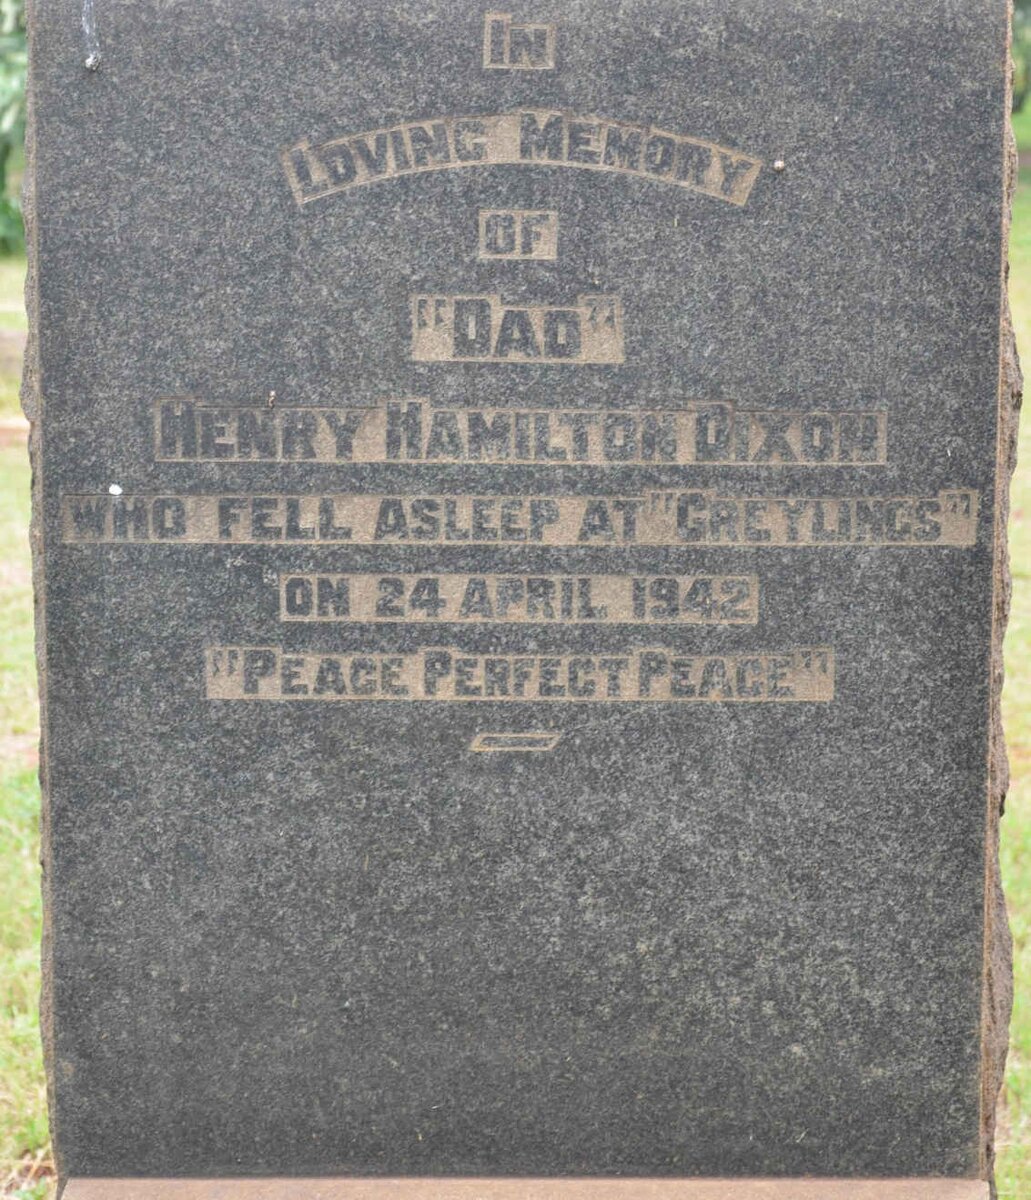 In
Loving Memory
OF
"Dad"
Henry Hamilton Dixon
WHO FELL ASLEEP AT "GREYLINGS"
ON 24 APRIL 1942
"Peace Perfect Peace"